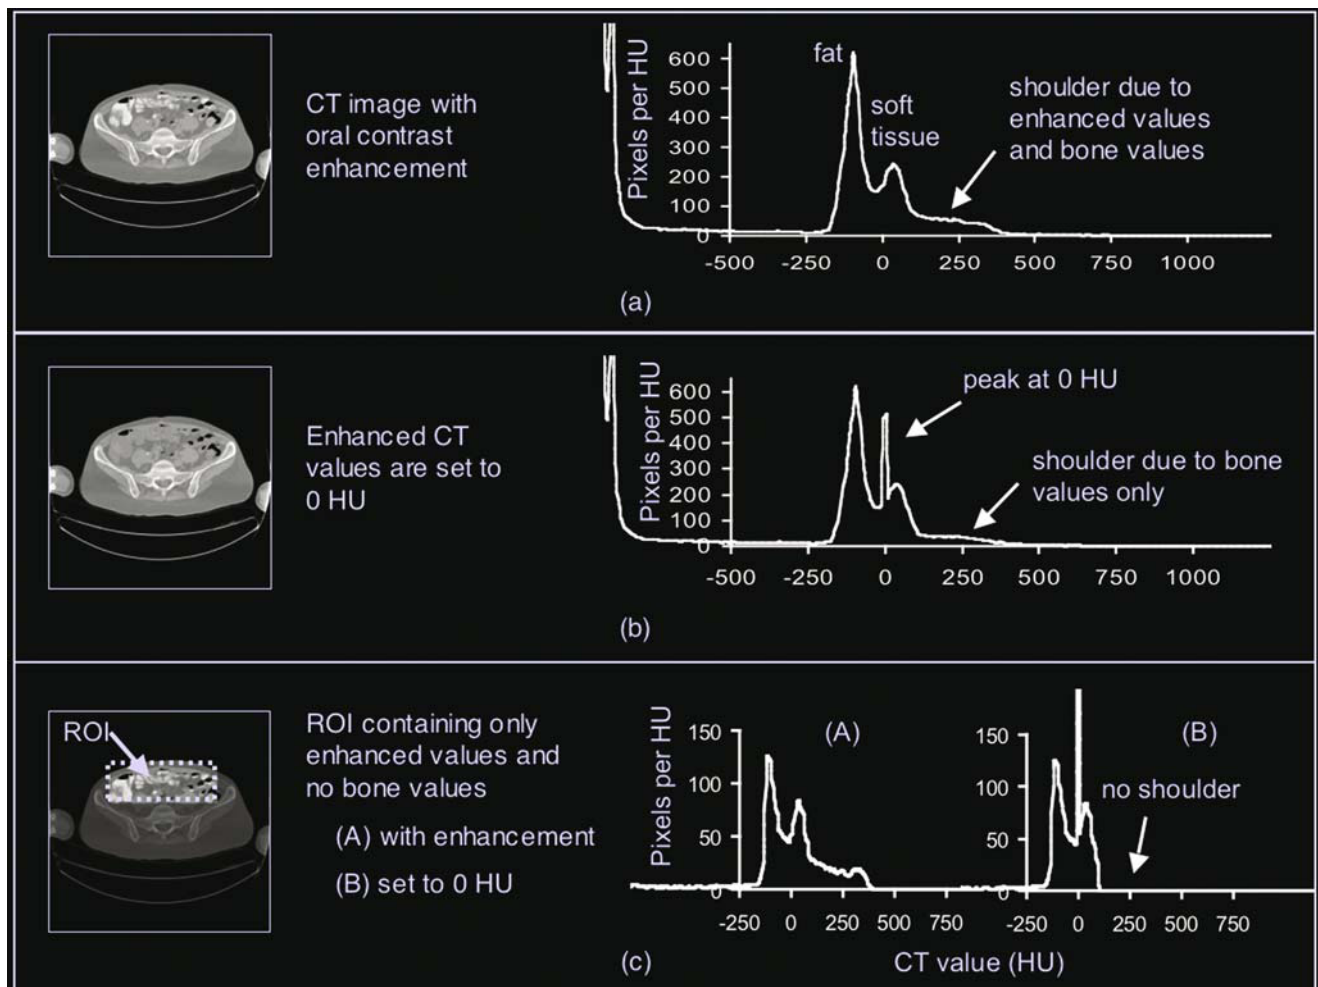 CT image with
oral contrast
enhancement
Pixels per HU
600
500
400
300
200
100
0
fat
soft
tissue
shoulder due to
enhanced values
and bone values
-500 -250 0 250 500 750 1000
(a)
Enhanced CT
values are set to
0 HU
Pixels per HU
600
500
400
300
200
100
0
peak at 0 HU
shoulder due to bone
values only
-500 -250 0 250 500 750 1000
(b)
ROI
ROI containing only
enhanced values and
no bone values
(A) with enhancement
(B) set to 0 HU
Pixels per HU
150
100
50
0
(A)
-250 0 250 500 750
150
100
50
0
(B)
no shoulder
-250 0 250 500 750
CT value (HU)
(c)